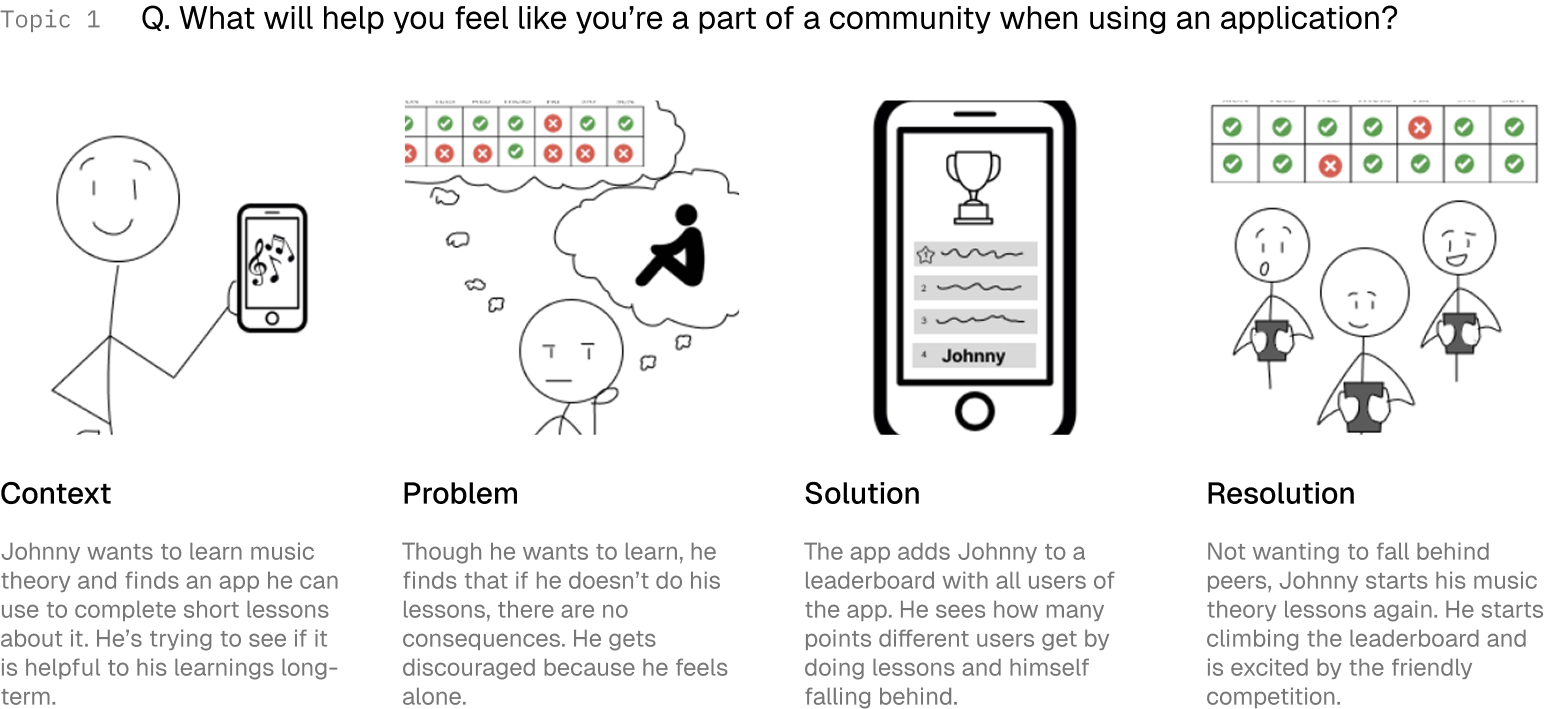 Topic 1
Q. What will help you feel like you’re a part of a community when using an application?
1
2
3
4 Johnny
Context
Johnny wants to learn music
theory and finds an app he can
use to complete short lessons
about it. He’s trying to see if it
is helpful to his learnings long-
term.
Problem
Though he wants to learn, he
finds that if he doesn’t do his
lessons, there are no
consequences. He gets
discouraged because he feels
alone.
Solution
The app adds Johnny to a
leaderboard with all users of
the app. He sees how many
points different users get by
doing lessons and himself
falling behind.
Resolution
Not wanting to fall behind
peers, Johnny starts his music
theory lessons again. He starts
climbing the leaderboard and
is excited by the friendly
competition.